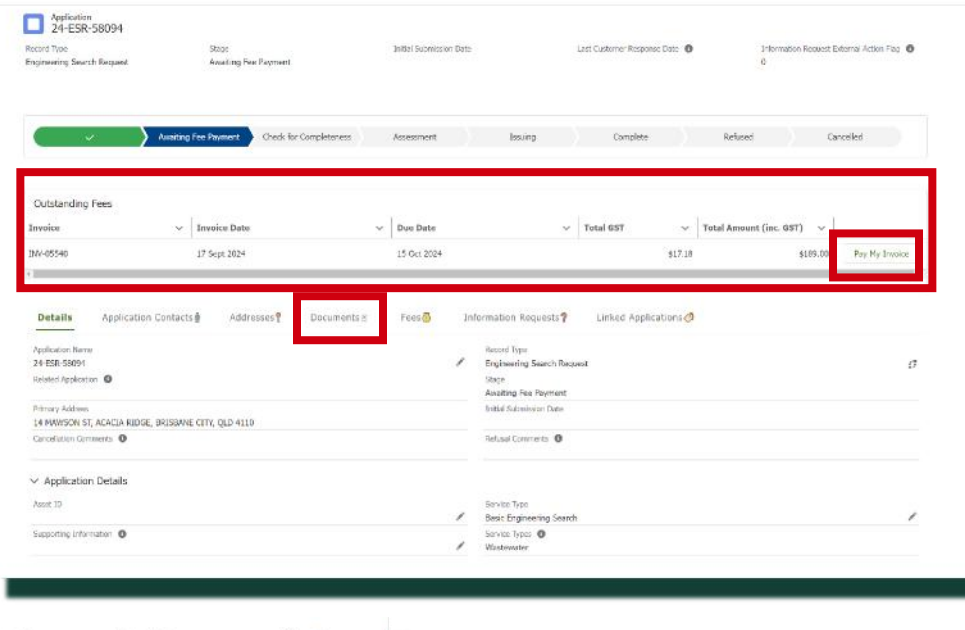 Application
24-ESR-58094
Record Type Stage Initial Submission Date Last Customer Response Date Information Request External Action Flag
Engineering Search Request Awaiting Fee Payment 0
Awaiting Fee Payment Check for Completeness Assessment Issuing Complete Refused Cancelled
Outstanding Fees
Invoice Invoice Date Due Date Total GST Total Amount (inc. GST)
INV-05540 17 Sept 2024 15 Oct 2024 $17.18 $189.00 Pay My Invoice
Details Application Contacts Addresses Documents Fees Information Requests Linked Applications
Application Name Record Type
24-ESR-58094 Engineering Search Request
Related Application Stage
Awaiting Fee Payment
Primary Address Initial Submission Date
14 MAWSON ST, ACACIA RIDGE, BRISBANE CITY, QLD 4110
Cancellation Comments Refusal Comments
Application Details
Asset ID Service Type
Basic Engineering Search
Supporting Information Service Types
Wastewater